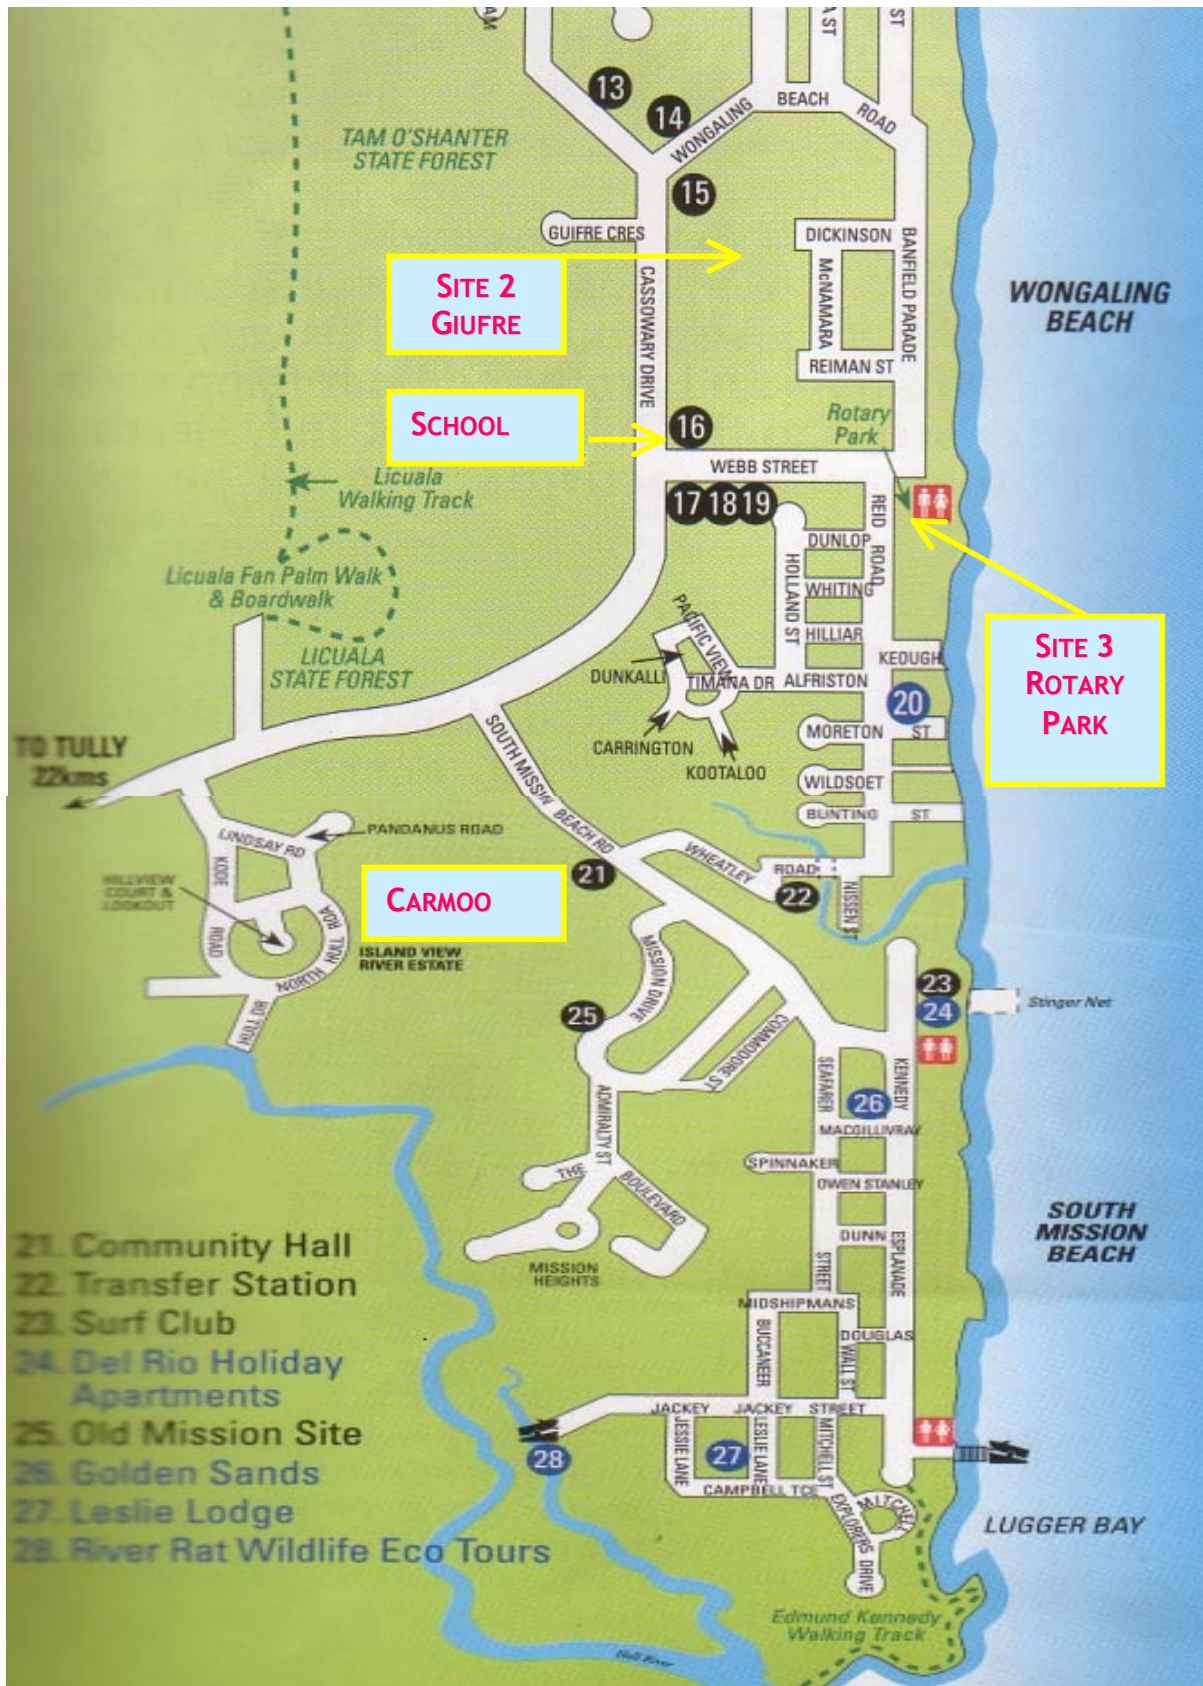 AM
A ST
ST
13
14
WONGALING
BEACH
ROAD
TAM O'SHANTER
STATE FOREST
15
GUIFRE CRES
DICKINSON
BANFIELD PARADE
McNAMARA
REIMAN ST
CASSOWARY DRIVE
SITE 2
GIUFRE
WONGALING
BEACH
SCHOOL
16
Rotary
Park
WEBB STREET
Licuala
Walking Track
17
18
19
REID ROAD
DUNLOP
HOLLAND ST
WHITING
HILLIAR
Licuala Fan Palm Walk
& Boardwalk
LICUALA
STATE FOREST
PACIFIC VIEW
DUNKALLI
TIMANA DR
ALFRISTON
KEOUGH
SITE 3
ROTARY
PARK
20
CARRINGTON
KOOTALOO
MORETON
ST
WILDSOET
BUNTING
ST
TO TULLY
22kms
SOUTH MISSIN
BEACH RD
LINDSAY RD
PANDANUS ROAD
KODE
ROAD
HILLVIEW
COURT &
LOOKOUT
NORTH HULL ROA
ISLAND VIEW
RIVER ESTATE
HULL DR
CARMOO
21
WHEATLEY
ROAD
22
NISSEN ST
MISSION DRIVE
23
24
Stinger Net
25
COMMODORE ST
SEAFARER
KENNEDY
26
MACGILLIVRAY
ADMIRALTY ST
SPINNAKER
OWEN STANLEY
THE
BOULEVARD
DUNN
ESPLANADE
SOUTH
MISSION
BEACH
MISSION
HEIGHTS
STREET
MIDSHIPMANS
BUCCANEER
DOUGLAS
WALL ST
JACKEY
JACKEY
STREET
JESSIE LANE
LESLIE LANE
MITCHELL ST
27
28
CAMPBELL TCE
EXPLORERS DRIVE
MITCHELL
LUGGER BAY
Edmund Kennedy
Walking Track
Hull River
21. Community Hall
22. Transfer Station
23. Surf Club
24. Del Rio Holiday
Apartments
25. Old Mission Site
26. Golden Sands
27. Leslie Lodge
28. River Rat Wildlife Eco Tours